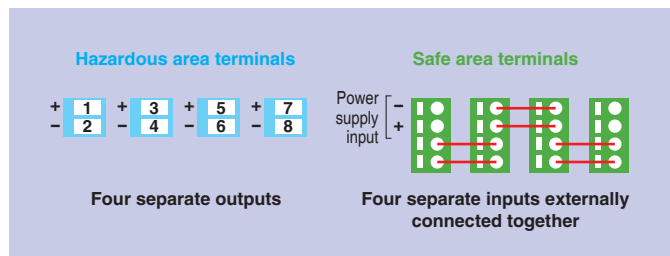 Hazardous area terminals
Safe area terminals
+ 1 + 3 + 5 + 7
− 2 − 4 − 6 − 8
Power −
supply +
input
Four separate outputs
Four separate inputs externally
connected together